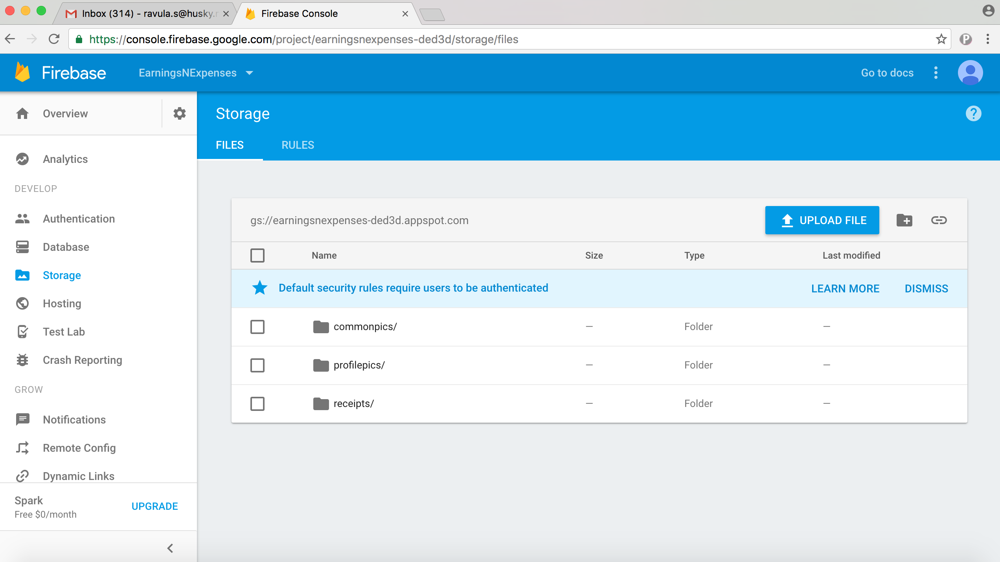 Inbox (314) - ravula.s@husky.
Firebase Console
https://console.firebase.google.com/project/earningsnexpenses-ded3d/storage/files
P
Firebase
EarningsNExpenses
Go to docs
Overview
Storage
?
FILES
RULES
Analytics
DEVELOP
Authentication
Database
Storage
Hosting
Test Lab
Crash Reporting
GROW
Notifications
Remote Config
Dynamic Links
Spark
Free $0/month
UPGRADE
gs://earningsnexpenses-ded3d.appspot.com
UPLOAD FILE
Name Size Type Last modified
Default security rules require users to be authenticated LEARN MORE DISMISS
commonpics/ — Folder —
profilepics/ — Folder —
receipts/ — Folder —